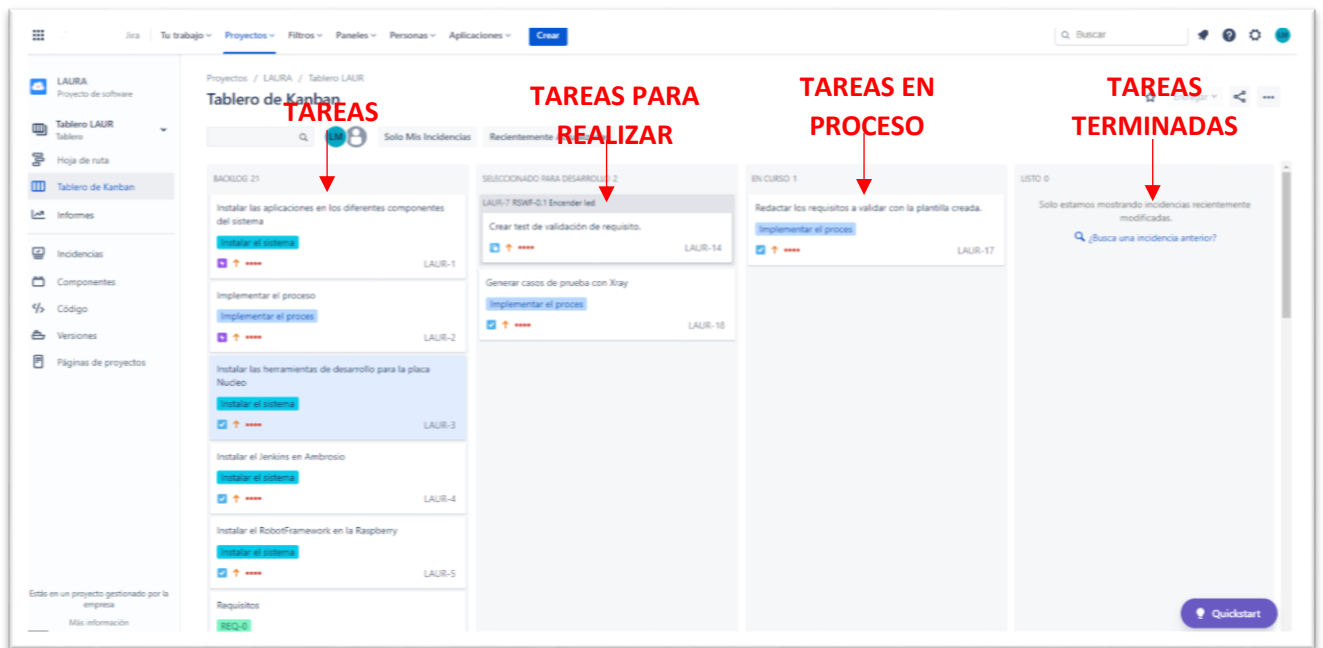 Jira
Tu trabajo
Proyectos
Filtros
Paneles
Personas
Aplicaciones
Crear
Buscar
LM
LAURA
Proyecto de software
Tablero LAUR
Tablero
Hoja de ruta
Tablero de Kanban
Informes
Incidencias
Componentes
Código
Versiones
Páginas de proyectos
Estás en un proyecto gestionado por la
empresa
Más información
Proyectos / LAURA / Tablero LAUR
Tablero de Kanban
LM
Solo Mis Incidencias
Recientemente
TAREAS
TAREAS PARA
REALIZAR
TAREAS EN
PROCESO
TAREAS
TERMINADAS
BACKLOG 21
Instalar las aplicaciones en los diferentes componentes
del sistema
Instalar el sistema
LAUR-1
Implementar el proceso
Implementar el proces
LAUR-2
Instalar las herramientas de desarrollo para la placa
Nucleo
Instalar el sistema
LAUR-3
Instalar el Jenkins en Ambrosio
Instalar el sistema
LAUR-4
Instalar el RobotFramework en la Raspberry
Instalar el sistema
LAUR-5
Requisitos
REQ-0
SELECCIONADO PARA DESARROLLO 2
LAUR-7 RSWF-0.1 Encender led
Crear test de validación de requisito.
LAUR-14
Generar casos de prueba con Xray
Implementar el proces
LAUR-18
EN CURSO 1
Redactar los requisitos a validar con la plantilla creada.
Implementar el proces
LAUR-17
LISTO 0
Solo estamos mostrando incidencias recientemente
modificadas.
¿Busca una incidencia anterior?
Quickstart